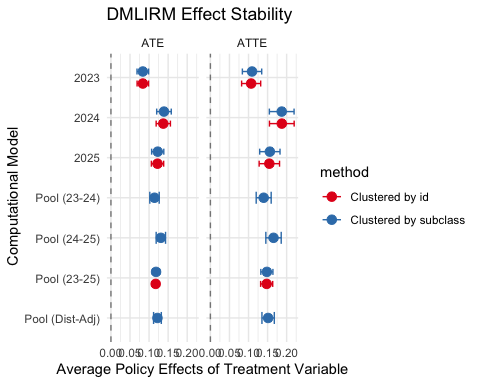 DMLIRM Effect Stability
ATE
ATTE
2023
2024
2025
Pool (23-24)
Pool (24-25)
Pool (23-25)
Pool (Dist-Adj)
Computational Model
0.00 0.05 0.10 0.15 0.20
0.00 0.05 0.10 0.15 0.20
Average Policy Effects of Treatment Variable
method
Clustered by id
Clustered by subclass